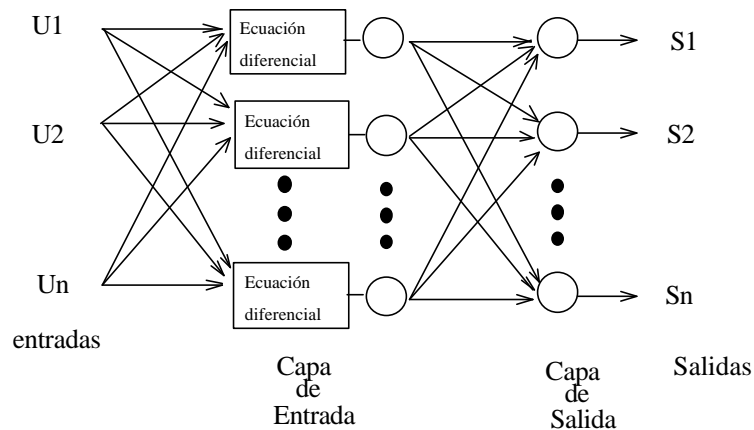 U1
Ecuación
diferencial
S1
U2
Ecuación
diferencial
S2
Un
Ecuación
diferencial
Sn
entradas
Capa
de
Entrada
Capa
de
Salida
Salidas